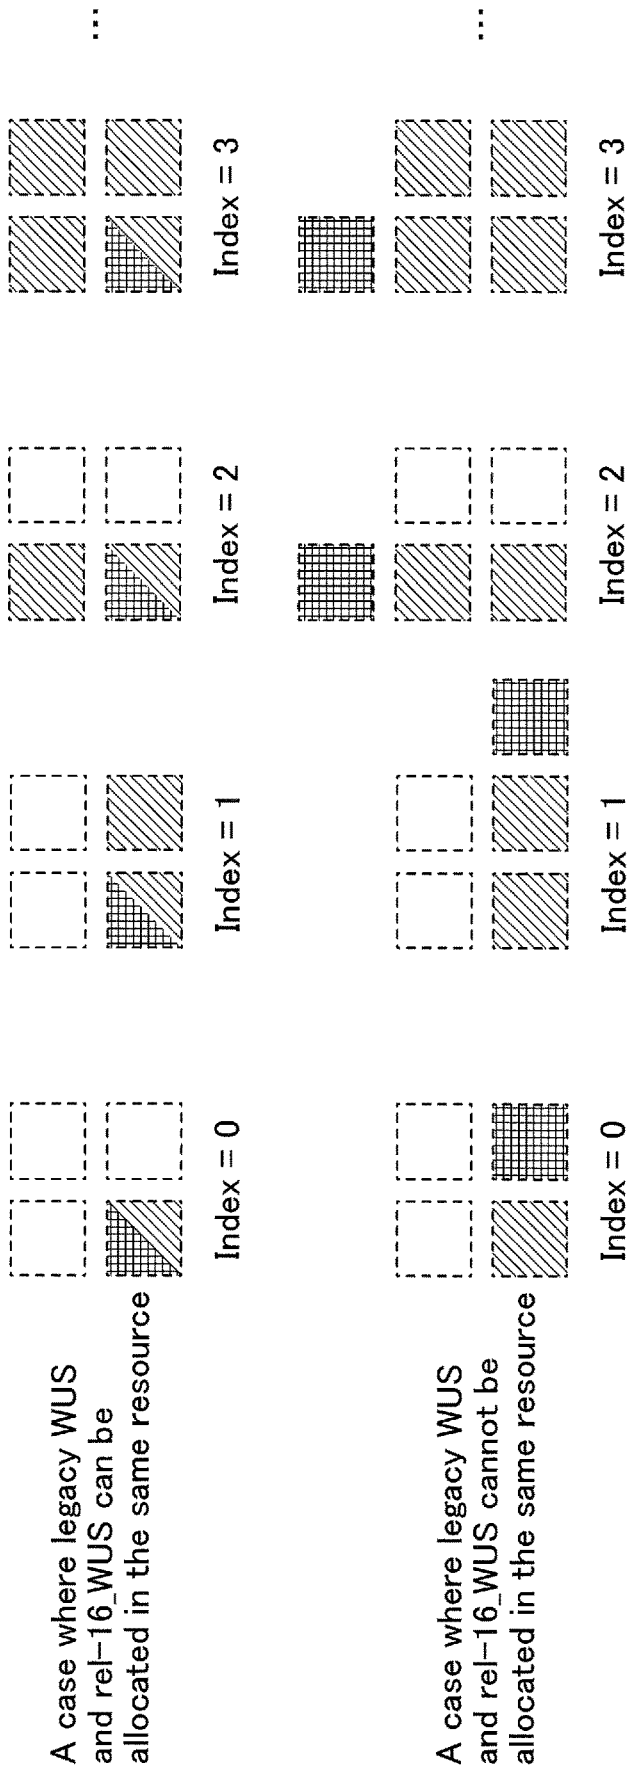 A case where legacy WUS
and rel-16_WUS can be
allocated in the same resource
Index = 0
Index = 1
Index = 2
Index = 3
...
A case where legacy WUS
and rel-16_WUS cannot be
allocated in the same resource
Index = 0
Index = 1
Index = 2
Index = 3
...